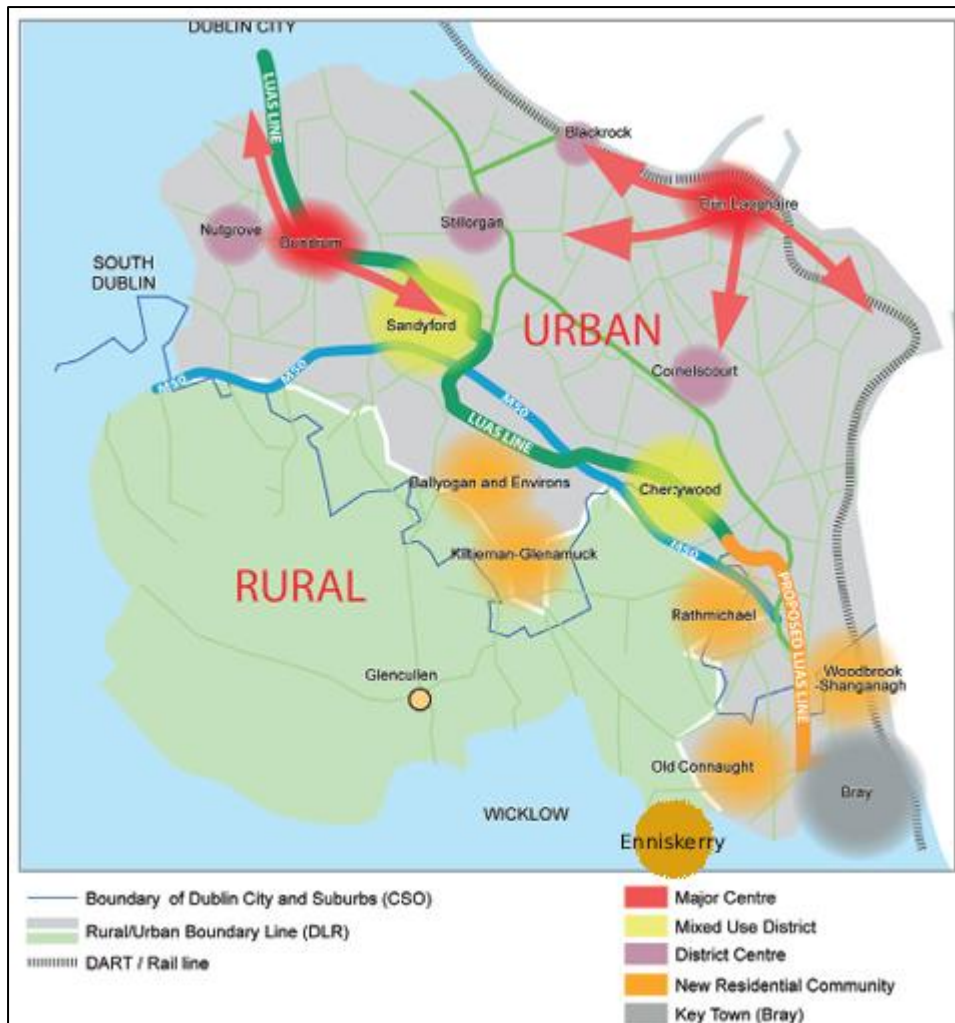 DUBLIN CITY
LUAS LINE
Blackrock
Dún Laoghaire
Nutgrove
Dundrum
Stillorgan
SOUTH
DUBLIN
Sandyford
URBAN
M50
M50
Cornelscourt
M50
LUAS LINE
Ballyogan and Environs
Cherrywood
Kiltiernan-Glenamuck
M50
RURAL
PROPOSED LUAS LINE
Rathmichael
Glencullen
Woodbrook
-Shanganagh
Old Connaught
Bray
WICKLOW
Enniskerry
Boundary of Dublin City and Suburbs (CSO)
Rural/Urban Boundary Line (DLR)
DART / Rail line
Major Centre
Mixed Use District
District Centre
New Residential Community
Key Town (Bray)